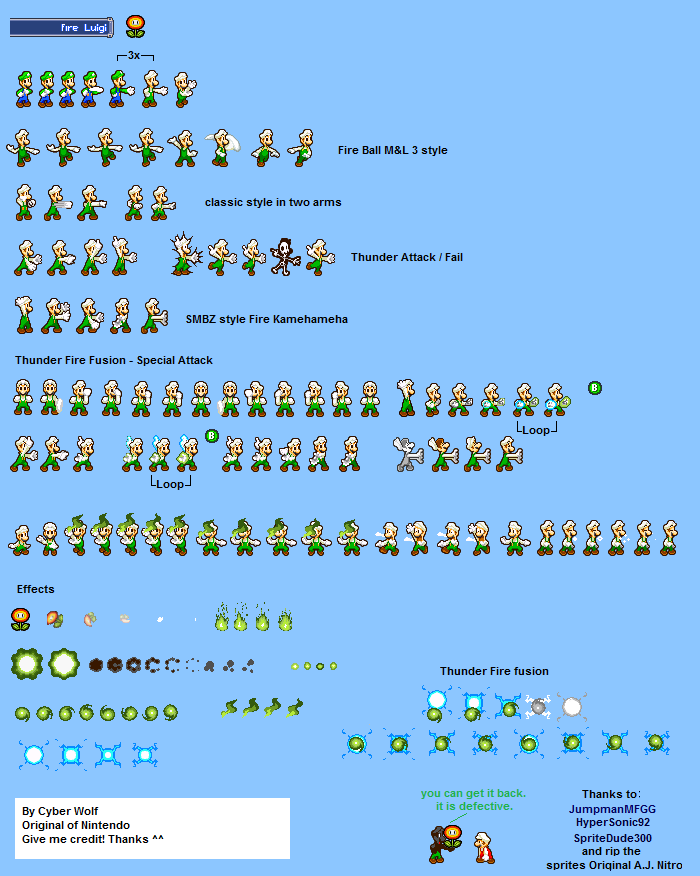 fire Luigi
3x
Fire Ball M&L 3 style
classic style in two arms
Thunder Attack / Fail
SMBZ style Fire Kamehameha
Thunder Fire Fusion - Special Attack
B
Loop
B
Loop
Effects
Thunder Fire fusion
you can get it back.
it is defective.
By Cyber Wolf
Original of Nintendo
Give me credit! Thanks ^^
Thanks to:
JumpmanMFGG
HyperSonic92
SpriteDude300
and rip the
sprites Original A.J. Nitro